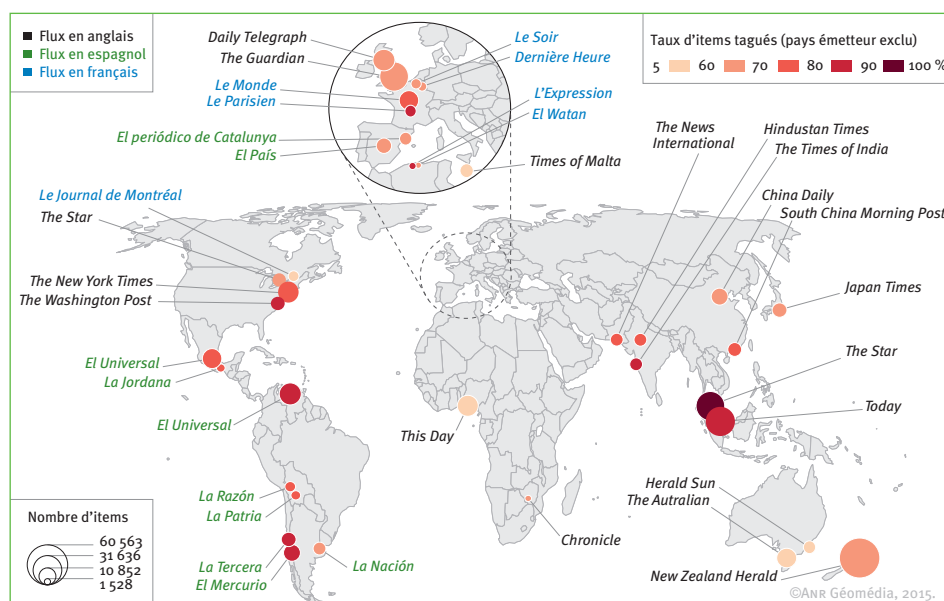 Flux en anglais
Flux en espagnol
Flux en français
Daily Telegraph
The Guardian
Le Monde
Le Parisien
El periódico de Catalunya
El País
Le Soir
Dernière Heure
L'Expression
El Watan
Times of Malta
Taux d'items tagués (pays émetteur exclu)
5 60 70 80 90 100 %
The News
International
Hindustan Times
The Times of India
China Daily
South China Morning Post
Japan Times
The Star
Today
Le Journal de Montréal
The Star
The New York Times
The Washington Post
El Universal
La Jordana
El Universal
This Day
La Razón
La Patria
La Tercera
El Mercurio
La Nación
Chronicle
Herald Sun
The Autralian
New Zealand Herald
Nombre d'items
60 563
31 636
10 852
1 528
©ANR Géomédia, 2015.